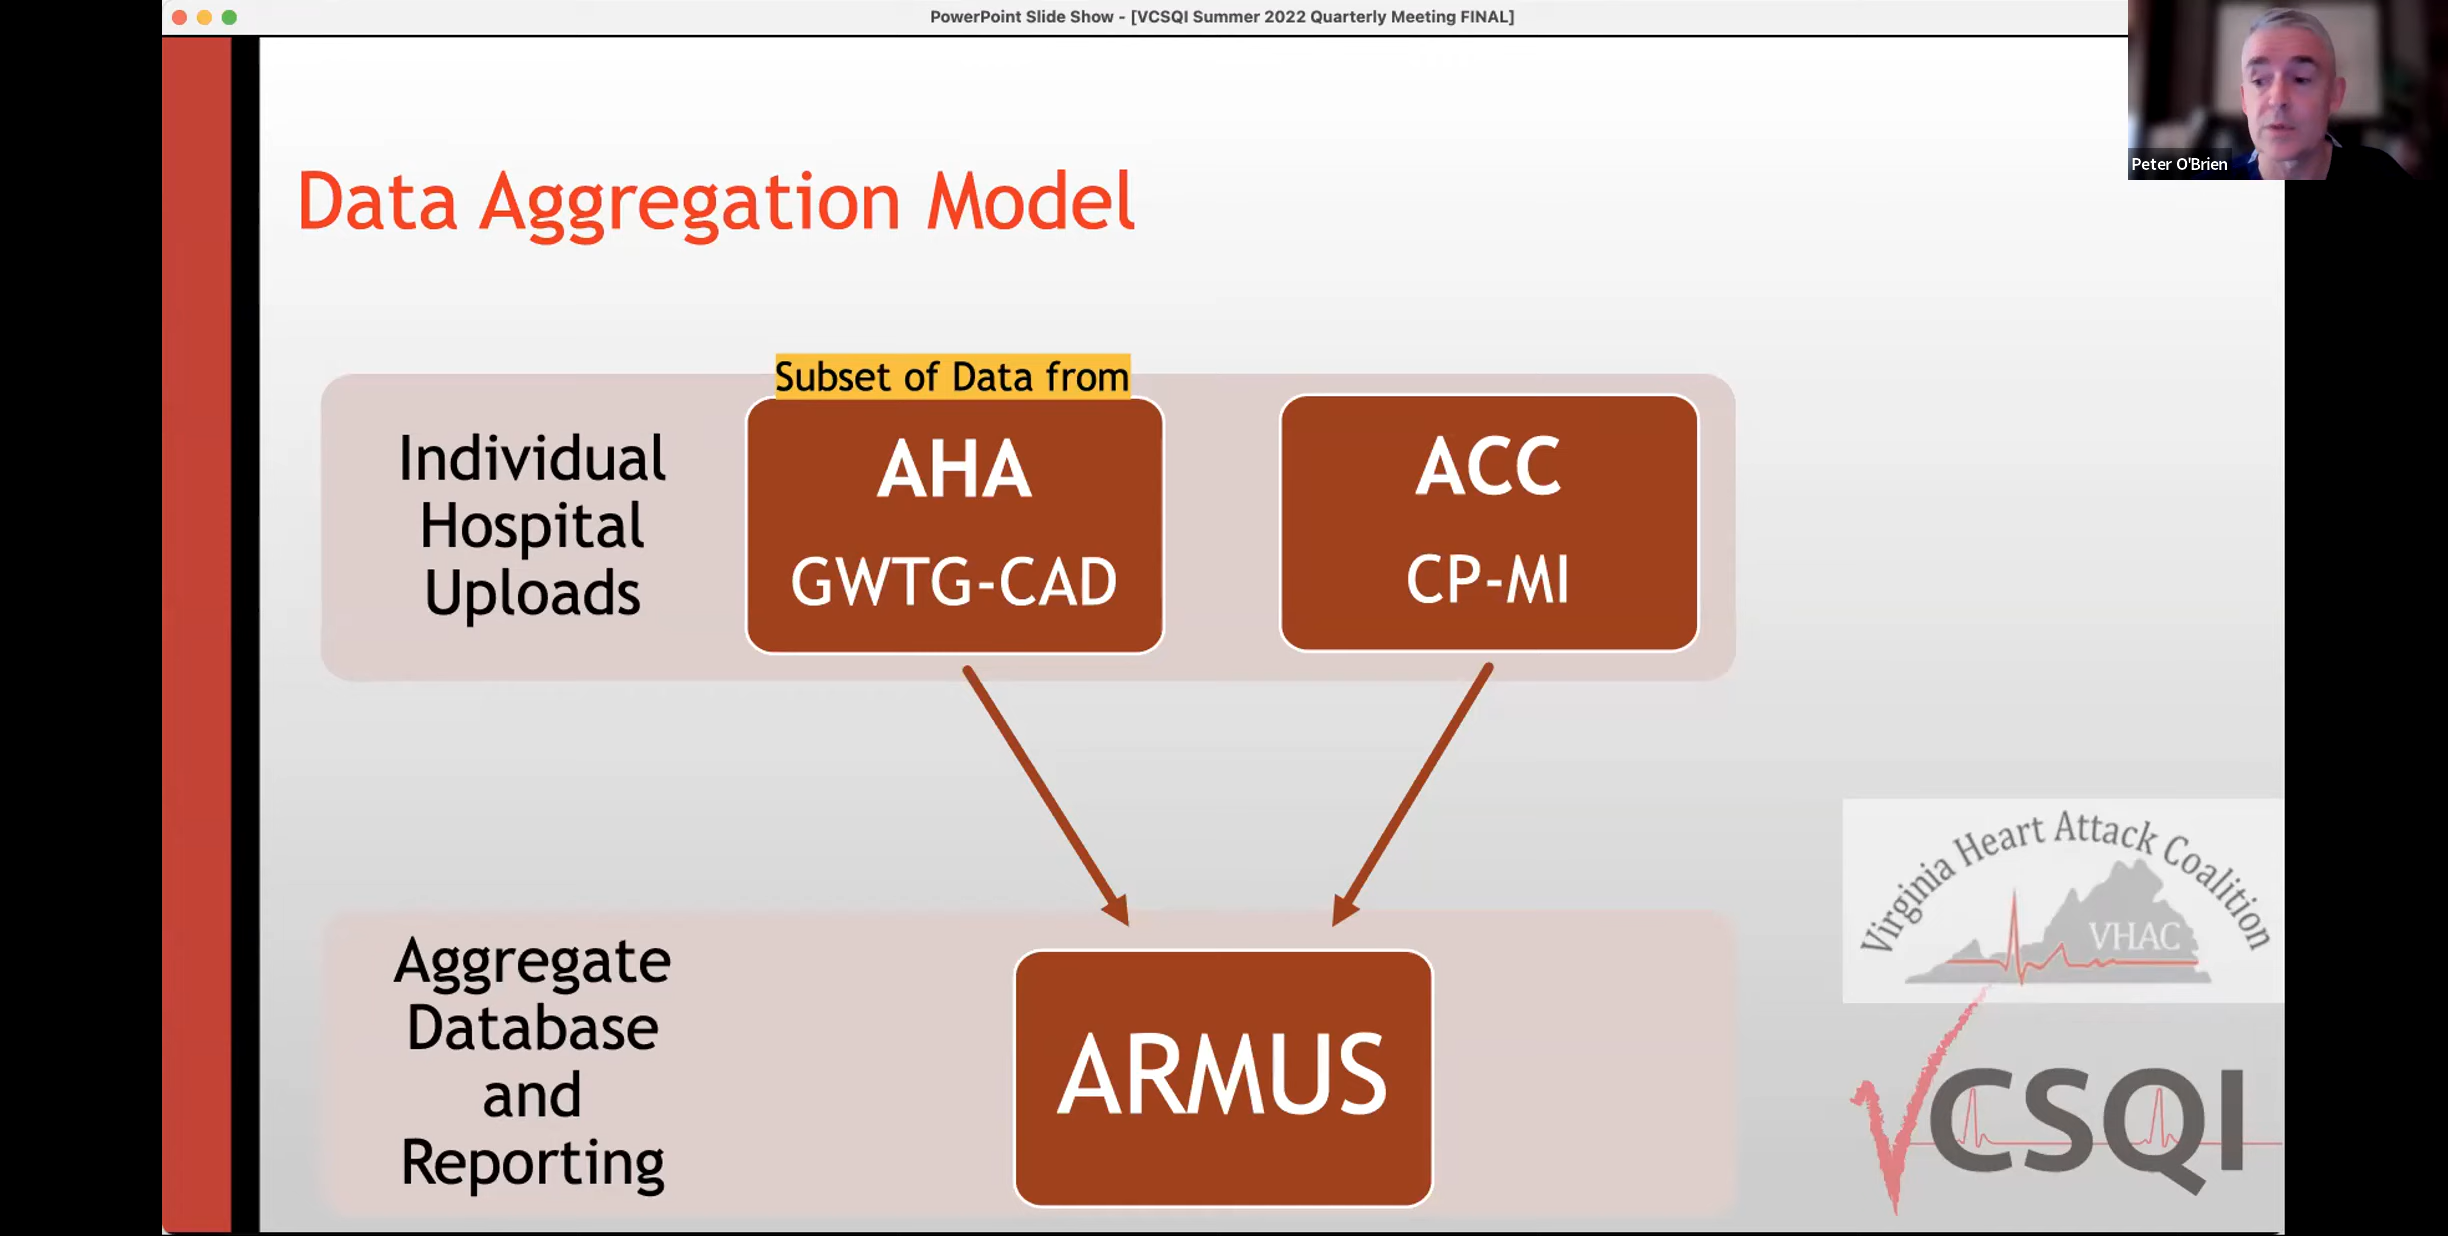 PowerPoint Slide Show - [VCSQI Summer 2022 Quarterly Meeting FINAL]
Peter O'Brien
Data Aggregation Model
Subset of Data from
Individual
Hospital
Uploads
AHA
GWTG-CAD
ACC
CP-MI
Aggregate
Database
and
Reporting
ARMUS
Virginia Heart Attack Coalition
VHAC
VCSQI